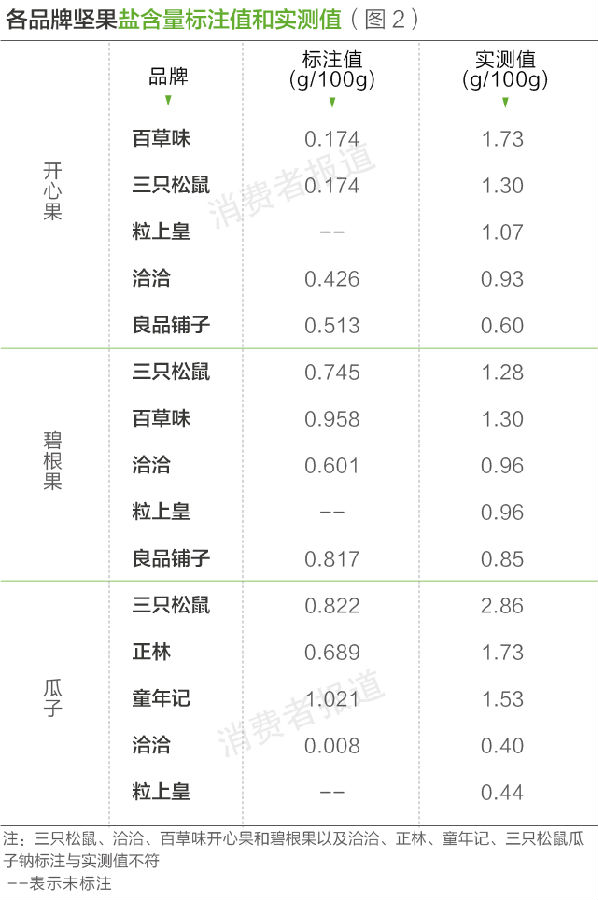 各品牌坚果盐含量标注值和实测值（图2）
品牌 标注值 实测值
(g/100g) (g/100g)
开心果
百草味 0.174 1.73
三只松鼠 0.174 1.30
粒上皇 -- 1.07
洽洽 0.426 0.93
良品铺子 0.513 0.60
碧根果
三只松鼠 0.745 1.28
百草味 0.958 1.30
洽洽 0.601 0.96
粒上皇 -- 0.96
良品铺子 0.817 0.85
瓜子
三只松鼠 0.822 2.86
正林 0.689 1.73
童年记 1.021 1.53
洽洽 0.008 0.40
粒上皇 -- 0.44
注：三只松鼠、洽洽、百草味开心果和碧根果以及洽洽、正林、童年记、三只松鼠瓜
子钠标注与实测值不符
--表示未标注
消费者报道
消费者报道